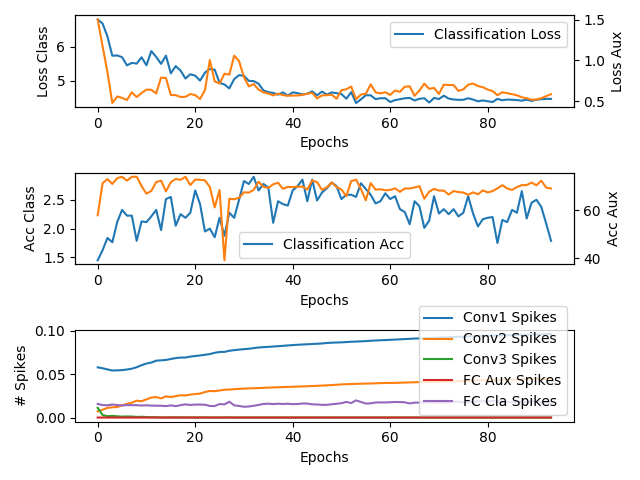 Classification Loss
Loss Class
6
5
1.5
1.0
0.5
Loss Aux
0 20 40 60 80
Epochs
Classification Acc
Acc Class
2.5
2.0
1.5
60
40
Acc Aux
0 20 40 60 80
Epochs
Conv1 Spikes
Conv2 Spikes
Conv3 Spikes
FC Aux Spikes
FC Cla Spikes
# Spikes
0.10
0.05
0.00
0 20 40 60 80
Epochs